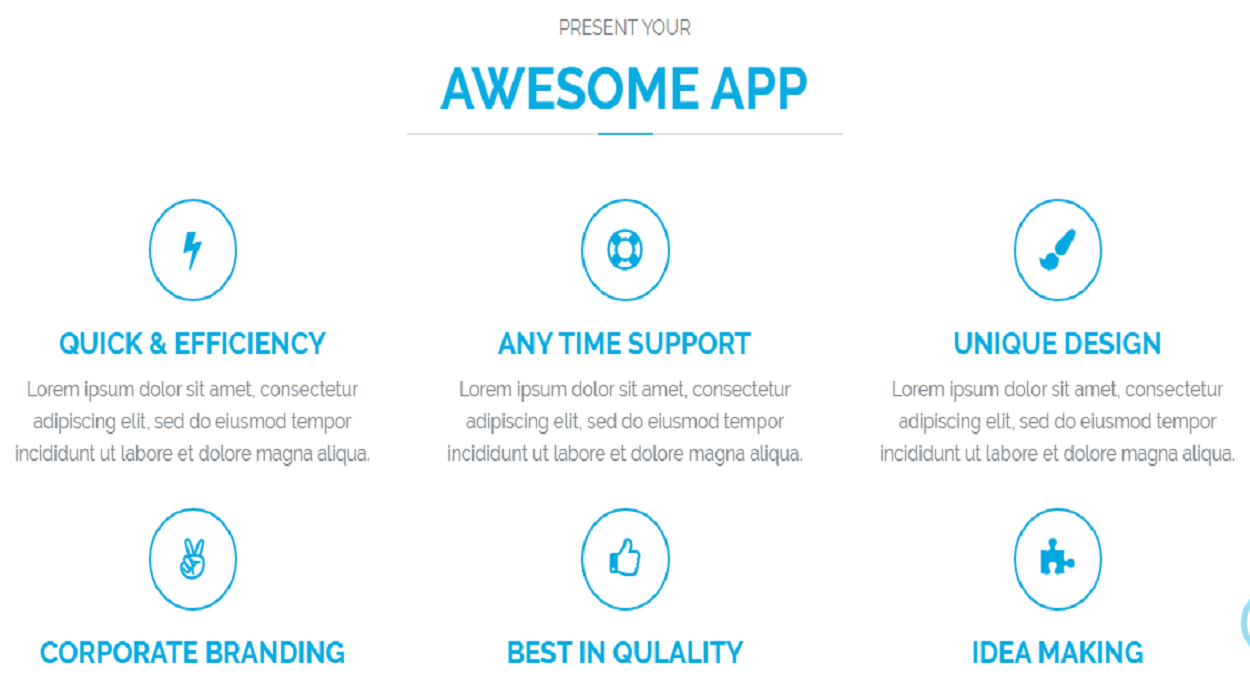 PRESENT YOUR
AWESOME APP
QUICK & EFFICIENCY
Lorem ipsum dolor sit amet, consectetur
adipiscing elit, sed do eiusmod tempor
incididunt ut labore et dolore magna aliqua.
ANY TIME SUPPORT
Lorem ipsum dolor sit amet, consectetur
adipiscing elit, sed do eiusmod tempor
incididunt ut labore et dolore magna aliqua.
UNIQUE DESIGN
Lorem ipsum dolor sit amet, consectetur
adipiscing elit, sed do eiusmod tempor
incididunt ut labore et dolore magna aliqua.
CORPORATE BRANDING
BEST IN QULALITY
IDEA MAKING